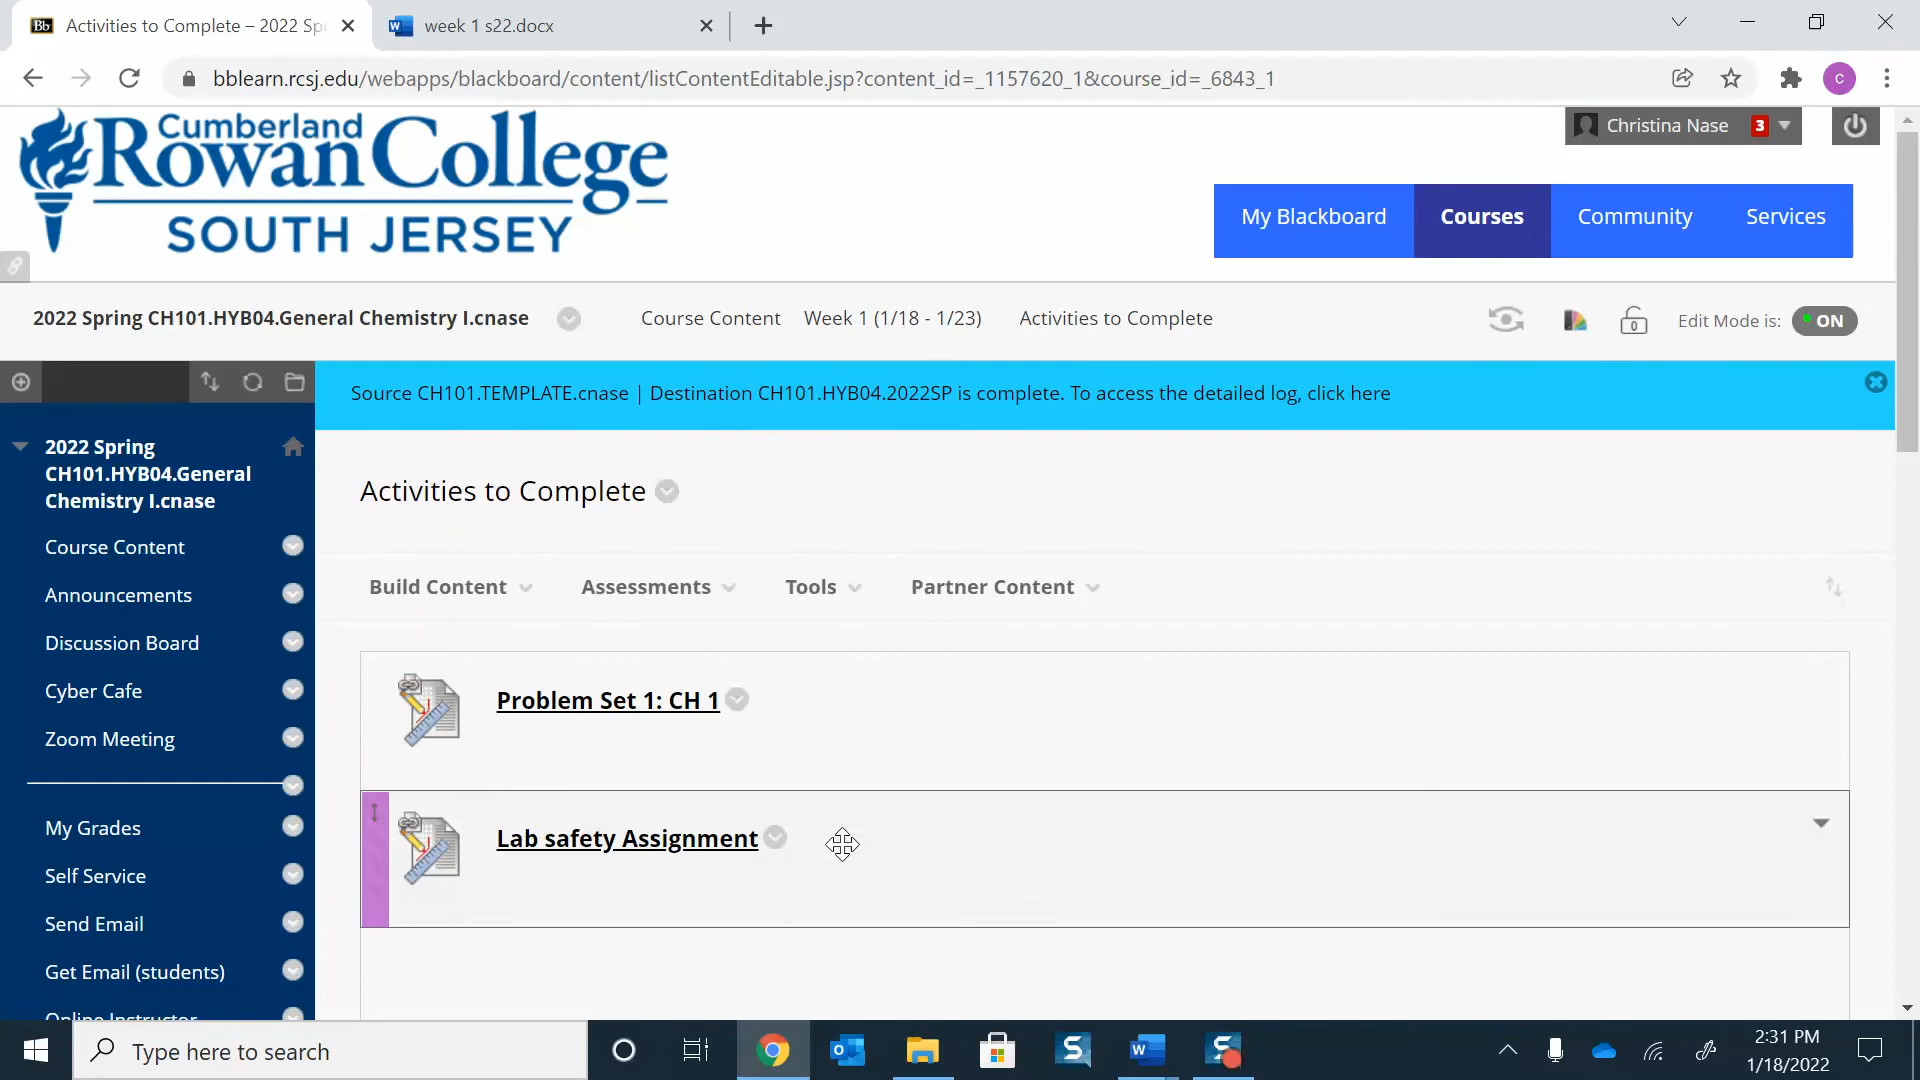 Activities to Complete – 2022 Sp
week 1 s22.docx
bblearn.rcsj.edu/webapps/blackboard/content/listContentEditable.jsp?content_id=_1157620_1&course_id=_6843_1
C
Cumberland
Rowan College
SOUTH JERSEY
Christina Nase 3
My Blackboard Courses Community Services
2022 Spring CH101.HYB04.General Chemistry I.cnase
Course Content Week 1 (1/18 - 1/23) Activities to Complete
Edit Mode is: ON
Source CH101.TEMPLATE.cnase | Destination CH101.HYB04.2022SP is complete. To access the detailed log, click here
2022 Spring
CH101.HYB04.General
Chemistry I.cnase
Course Content
Announcements
Discussion Board
Cyber Cafe
Zoom Meeting
My Grades
Self Service
Send Email
Get Email (students)
Online Instructor
Activities to Complete
Build Content Assessments Tools Partner Content
Problem Set 1: CH 1
Lab safety Assignment
Type here to search
2:31 PM
1/18/2022